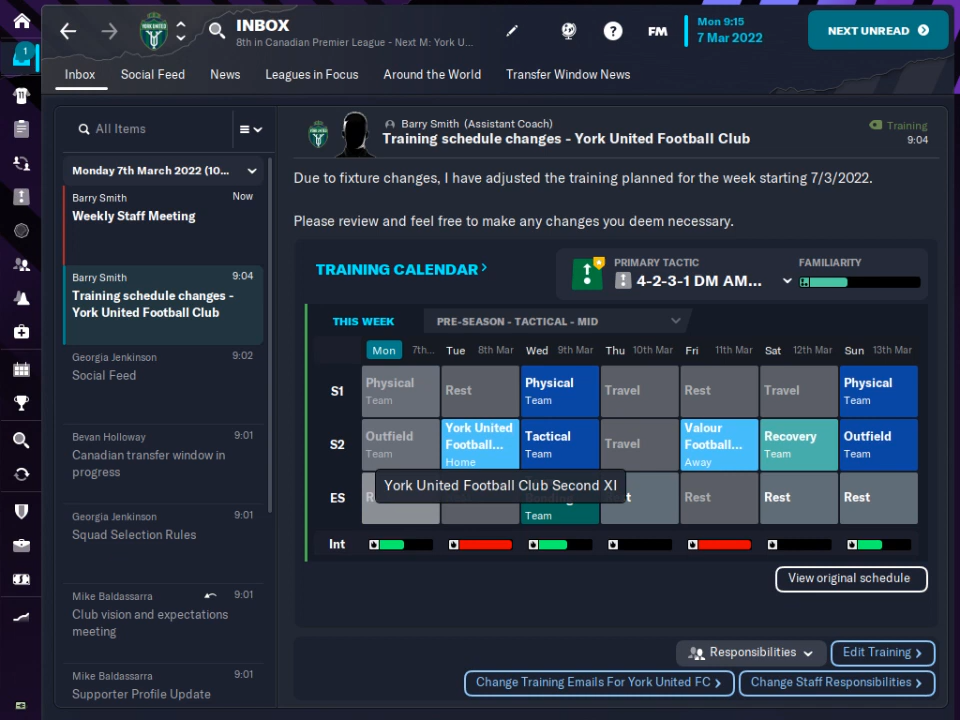 INBOX
8th in Canadian Premier League - Next M: York U...
FM
Mon 9:15
7 Mar 2022
NEXT UNREAD
1
11
Inbox
Social Feed
News
Leagues in Focus
Around the World
Transfer Window News
All Items
Monday 7th March 2022 (10...
Barry Smith
Now
Weekly Staff Meeting
Barry Smith
9:04
Training schedule changes -
York United Football Club
Georgia Jenkinson
9:02
Social Feed
Bevan Holloway
9:01
Canadian transfer window in
progress
Georgia Jenkinson
9:01
Squad Selection Rules
Mike Baldassarra
9:01
Club vision and expectations
meeting
Mike Baldassarra
9:01
Supporter Profile Update
Barry Smith (Assistant Coach)
Training schedule changes - York United Football Club
Training
9:04
Due to fixture changes, I have adjusted the training planned for the week starting 7/3/2022.
Please review and feel free to make any changes you deem necessary.
TRAINING CALENDAR
PRIMARY TACTIC
4-2-3-1 DM AM...
FAMILIARITY
THIS WEEK
PRE-SEASON - TACTICAL - MID
Mon 7th... Tue 8th Mar Wed 9th Mar Thu 10th Mar Fri 11th Mar Sat 12th Mar Sun 13th Mar
S1
Physical
Team
Rest
Physical
Team
Travel
Rest
Travel
Physical
Team
S2
Outfield
Team
York United
Football...
Home
Tactical
Team
Travel
Valour
Football...
Away
Recovery
Team
Outfield
Team
York United Football Club Second XI
ES
Team
Rest
Rest
Rest
Int
View original schedule
Responsibilities
Edit Training
Change Training Emails For York United FC
Change Staff Responsibilities